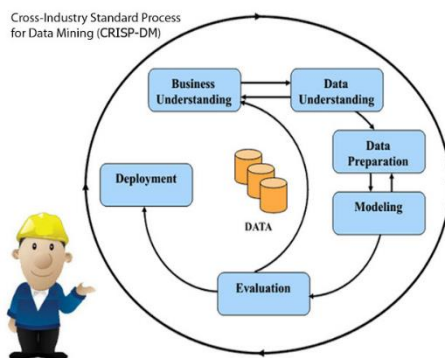 Cross-Industry Standard Process
for Data Mining (CRISP-DM)
Business
Understanding
Data
Understanding
Data
Preparation
Modeling
Deployment
DATA
Evaluation